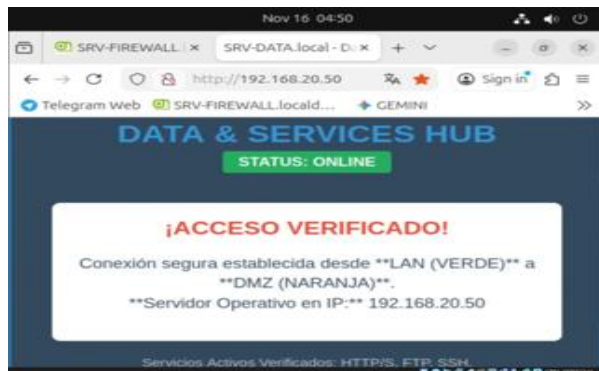 Nov 16 04:50
SRV-FIREWALL
SRV-DATA.local - D
http://192.168.20.50
Sign in
Telegram Web
SRV-FIREWALL.locald...
GEMINI
DATA & SERVICES HUB
STATUS: ONLINE
¡ACCESO VERIFICADO!
Conexión segura establecida desde **LAN (VERDE)** a
**DMZ (NARANJA)**.
**Servidor Operativo en IP:** 192.168.20.50
Servicios Activos Verificados: HTTP/S, FTP, SSH.